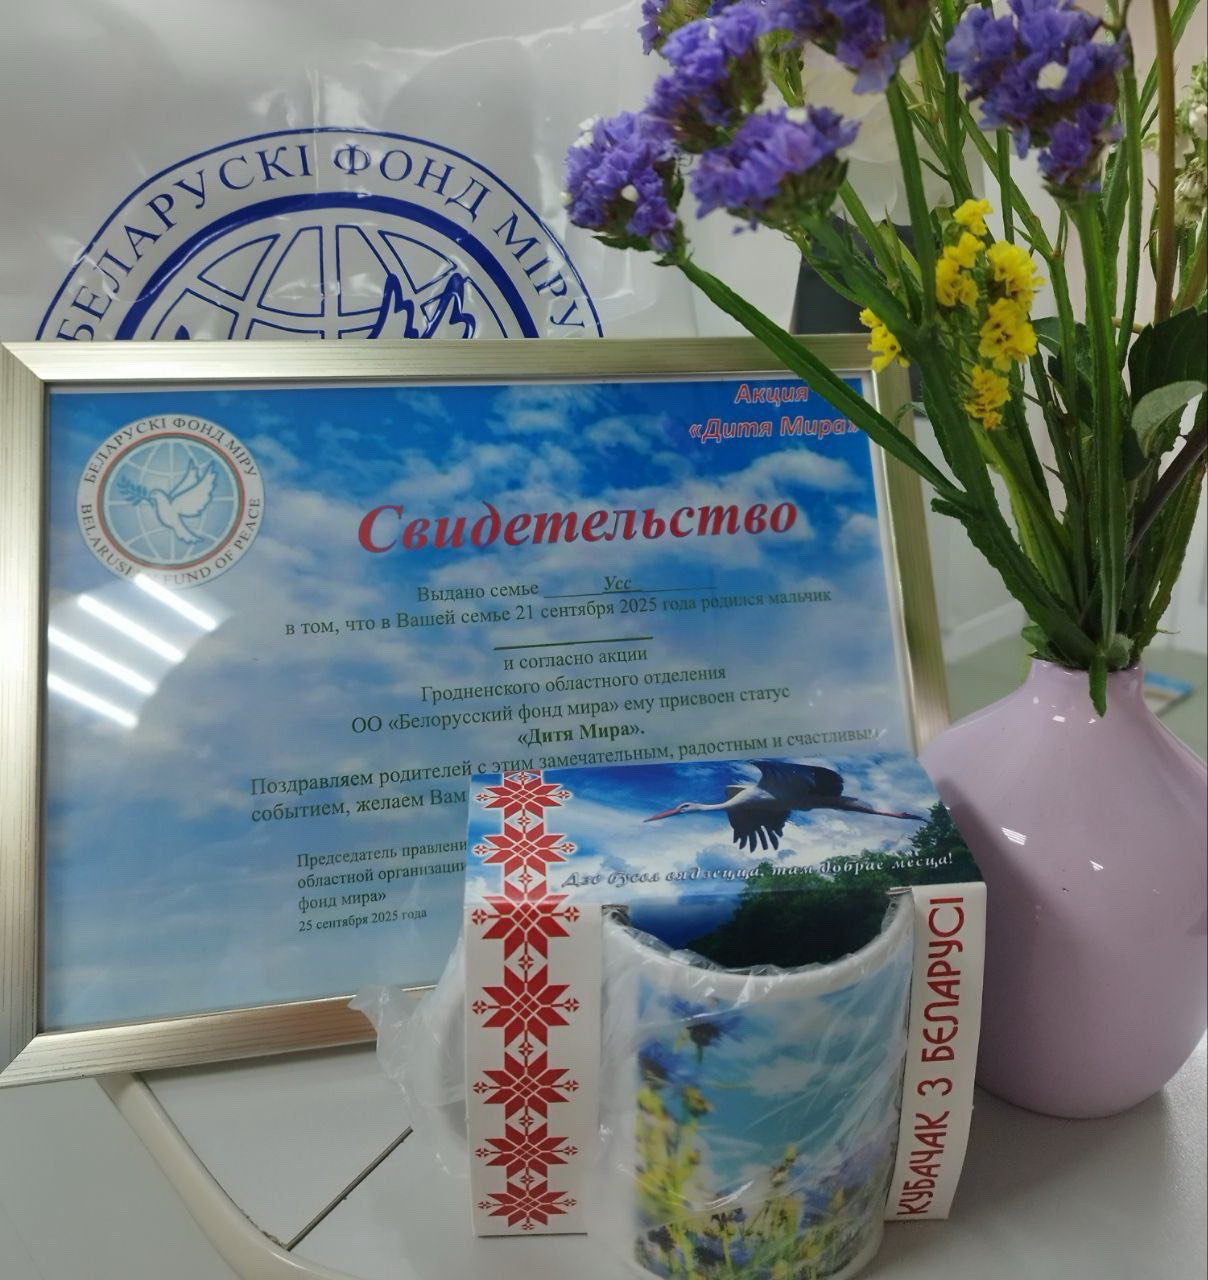 БЕЛАРУСКІ ФОНД МІРУ
Акция
«Дитя Мира»
БЕЛАРУСКІ ФОНД МІРУ
BELARUSI FUND OF PEACE
Свидетельство
Выдано семье Усс
в том, что в Вашей семье 21 сентября 2025 года родился мальчик
и согласно акции
Гродненского областного отделения
ОО «Белорусский фонд мира» ему присвоен статус
«Дитя Мира».
Поздравляем родителей с этим замечательным, радостным и счастливым
событием, желаем Вам
Председатель правлени
областной организации
фонд мира»
25 сентября 2025 года
Дзе бусел вядзецца, там добрае месца!
КУБАЧАК З БЕЛАРУСІ